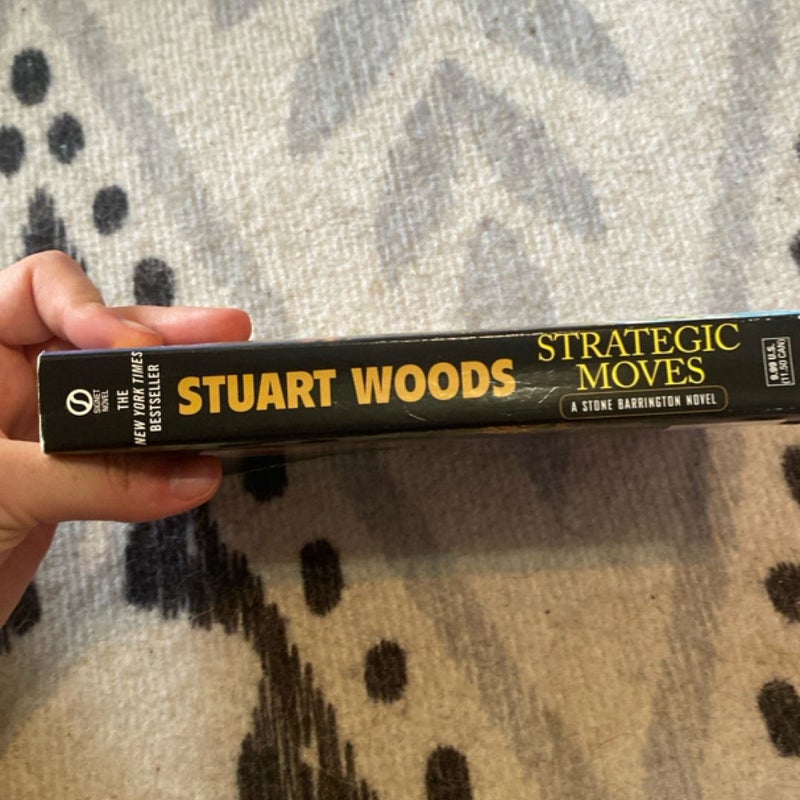 SIGNET
NOVEL
THE
NEW YORK TIMES
BESTSELLER
STUART WOODS
STRATEGIC
MOVES
A STONE BARRINGTON NOVEL
9.99 U.S.
(11.50 CAN)